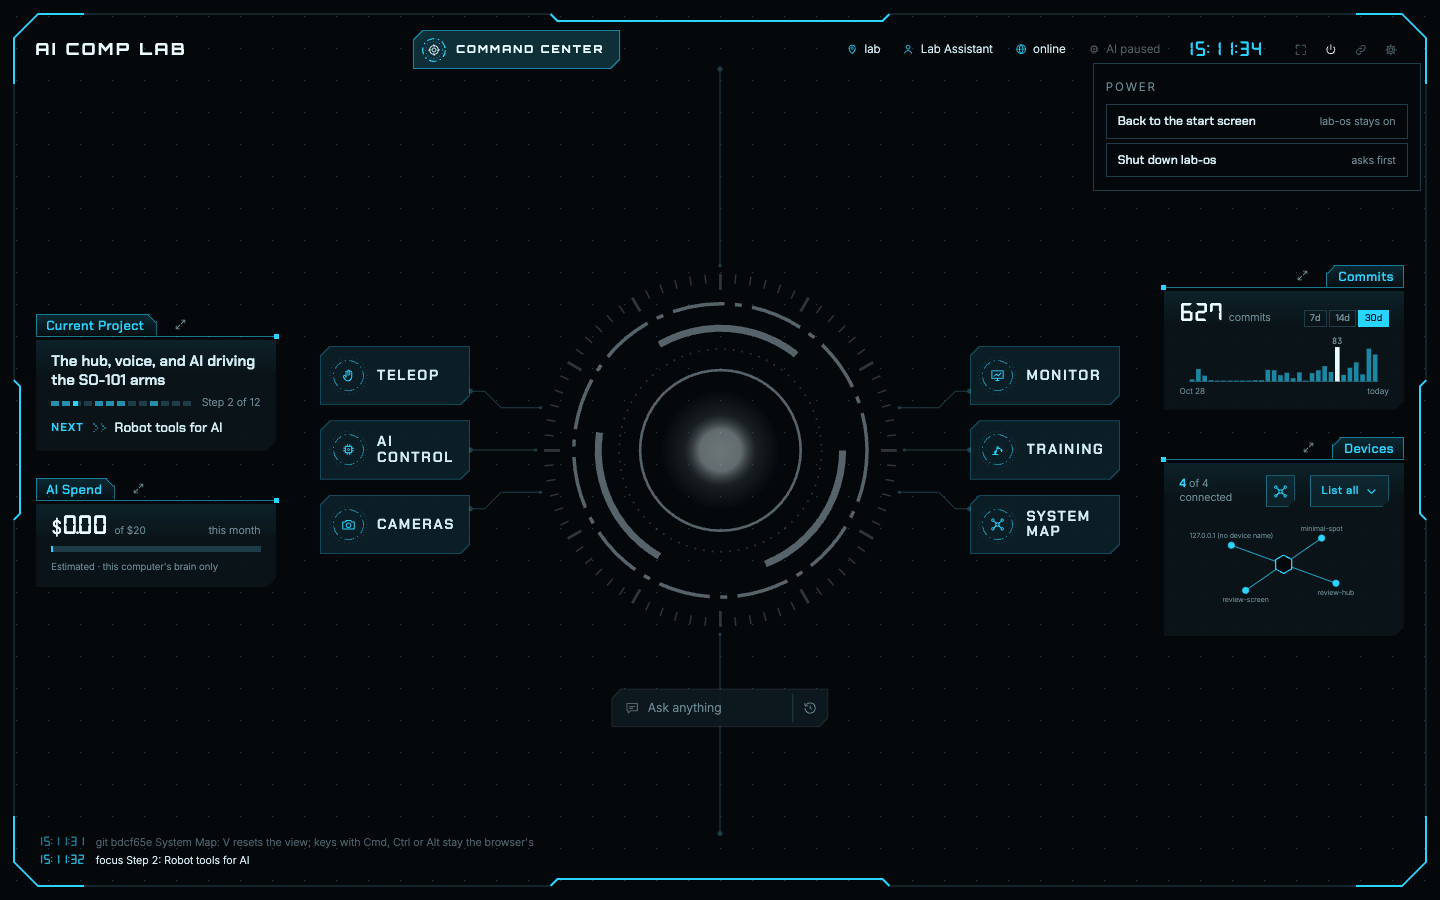 AI COMP LAB
COMMAND CENTER
lab
Lab Assistant
online
AI paused
15:11:34
POWER
Back to the start screen
lab-os stays on
Shut down lab-os
asks first
Current Project
The hub, voice, and AI driving
the SO-101 arms
Step 2 of 12
NEXT
Robot tools for AI
AI Spend
$0.00 of $20
this month
Estimated · this computer's brain only
TELEOP
AI
CONTROL
CAMERAS
MONITOR
TRAINING
SYSTEM
MAP
Commits
627 commits
7d
14d
30d
83
Oct 28
today
Devices
4 of 4
connected
List all
minimal-spot
127.0.0.1 (no device name)
review-hub
review-screen
Ask anything
15:11:31 git bdcf65e System Map: V resets the view; keys with Cmd, Ctrl or Alt stay the browser's
15:11:32 focus Step 2: Robot tools for AI